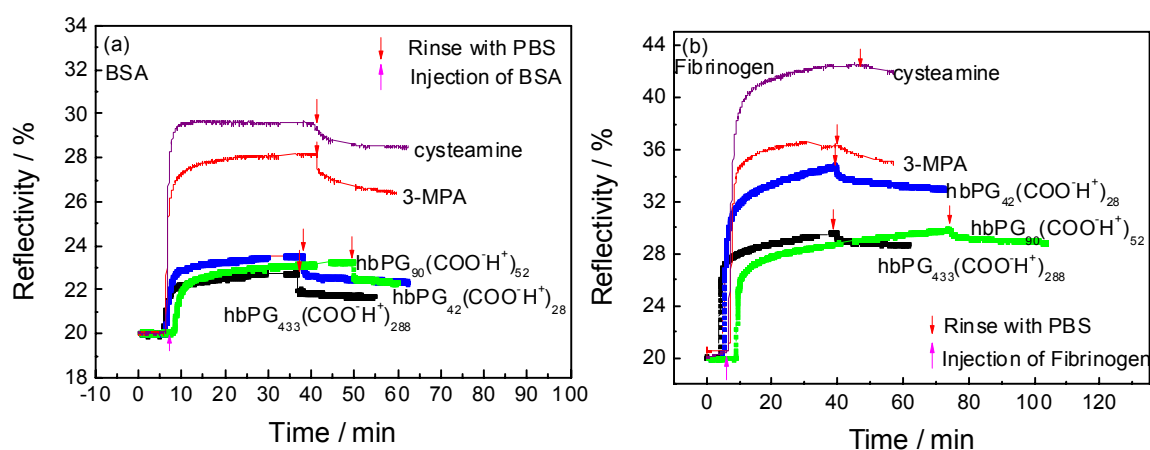 (a)
BSA
Rinse with PBS
Injection of BSA
cysteamine
3-MPA
hbPG90(COO-H+)52
hbPG42(COO-H+)28
hbPG433(COO-H+)288
Reflectivity / %
34
32
30
28
26
24
22
20
18
-10 0 10 20 30 40 50 60 70 80 90 100
Time / min
(b)
Fibrinogen
cysteamine
3-MPA
hbPG42(COO-H+)28
hbPG90(COO-H+)52
hbPG433(COO-H+)288
Rinse with PBS
Injection of Fibrinogen
Reflectivity / %
44
40
36
32
28
24
20
0 20 40 60 80 100 120
Time / min